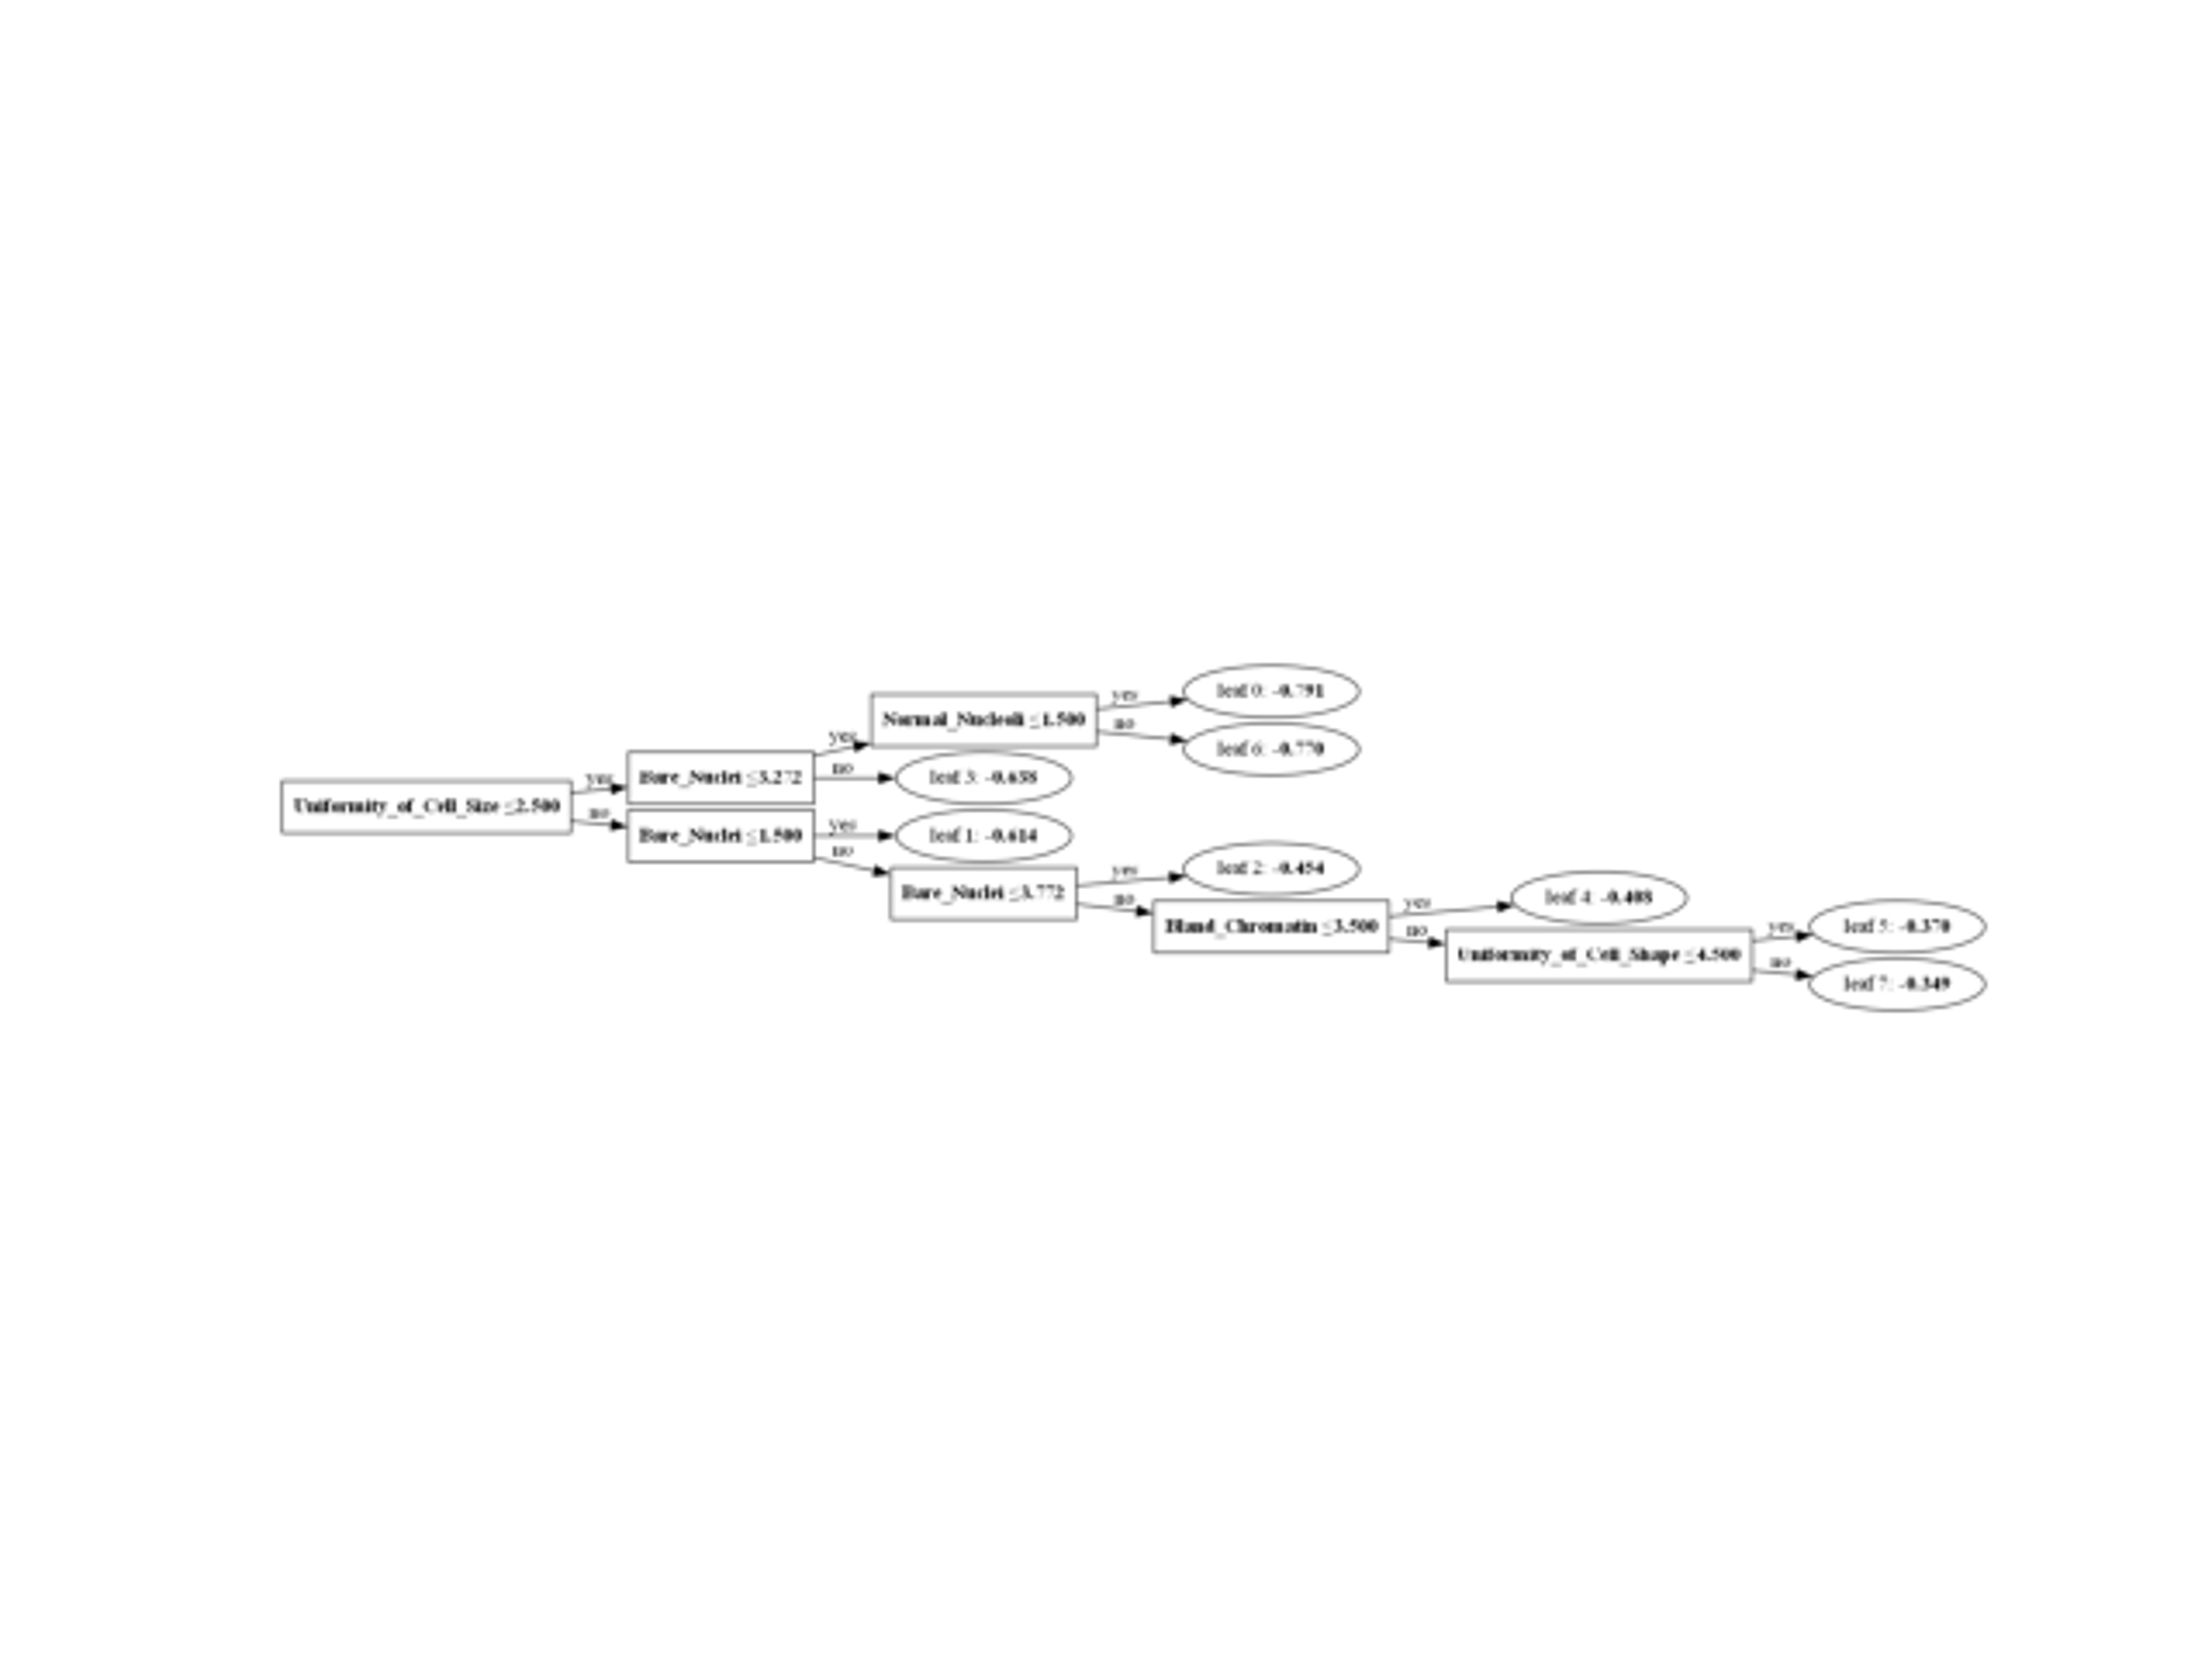 Uniformity_of_Cell_Size ≤2.500
yes
no
Bare_Nuclei ≤3.272
yes
no
Bare_Nuclei ≤1.500
yes
no
Normal_Nucleoli ≤1.500
yes
no
leaf 0: -0.791
leaf 6: -0.770
leaf 3: -0.638
leaf 1: -0.614
Bare_Nuclei ≤3.772
yes
no
leaf 2: -0.454
Bland_Chromatin ≤3.500
yes
no
leaf 4: -0.408
Uniformity_of_Cell_Shape ≤4.500
yes
no
leaf 5: -0.370
leaf 7: -0.349